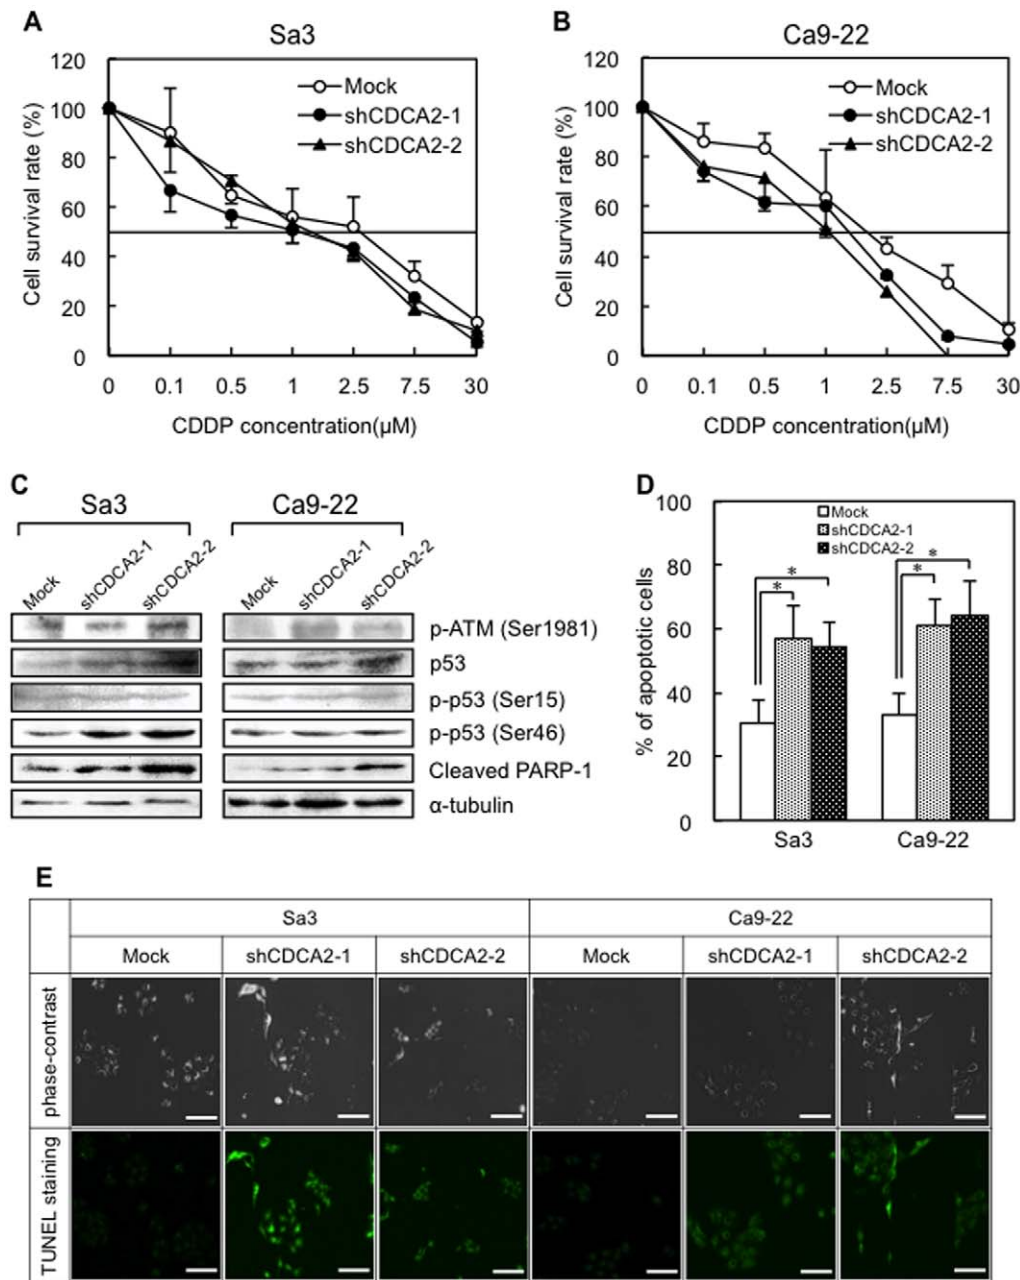 A
Sa3
120
100
80
60
40
20
0
Cell survival rate (%)
Mock
shCDCA2-1
shCDCA2-2
0 0.1 0.5 1 2.5 7.5 30
CDDP concentration(μM)
B
Ca9-22
120
100
80
60
40
20
0
Cell survival rate (%)
Mock
shCDCA2-1
shCDCA2-2
0 0.1 0.5 1 2.5 7.5 30
CDDP concentration(μM)
C
Sa3 Ca9-22
Mock shCDCA2-1 shCDCA2-2 Mock shCDCA2-1 shCDCA2-2
p-ATM (Ser1981)
p53
p-p53 (Ser15)
p-p53 (Ser46)
Cleaved PARP-1
α-tubulin
D
100
80
60
40
20
0
% of apoptotic cells
Mock
shCDCA2-1
shCDCA2-2
* *
* *
Sa3 Ca9-22
E
Sa3 Ca9-22
Mock shCDCA2-1 shCDCA2-2 Mock shCDCA2-1 shCDCA2-2
phase-contrast
TUNEL staining